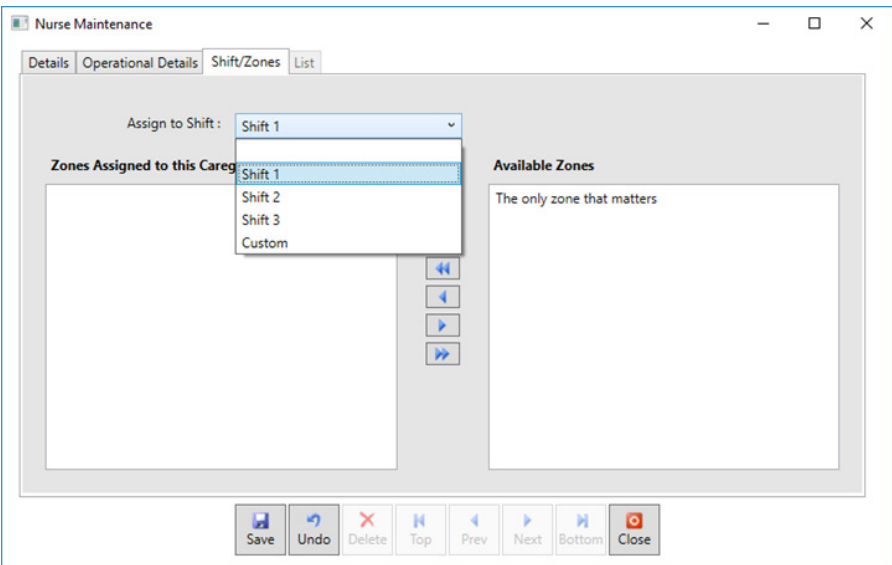 Nurse Maintenance
Details Operational Details Shift/Zones List
Assign to Shift : Shift 1
Zones Assigned to this Careg
Shift 1
Shift 2
Shift 3
Custom
Available Zones
The only zone that matters
Save Undo Delete Top Prev Next Bottom Close